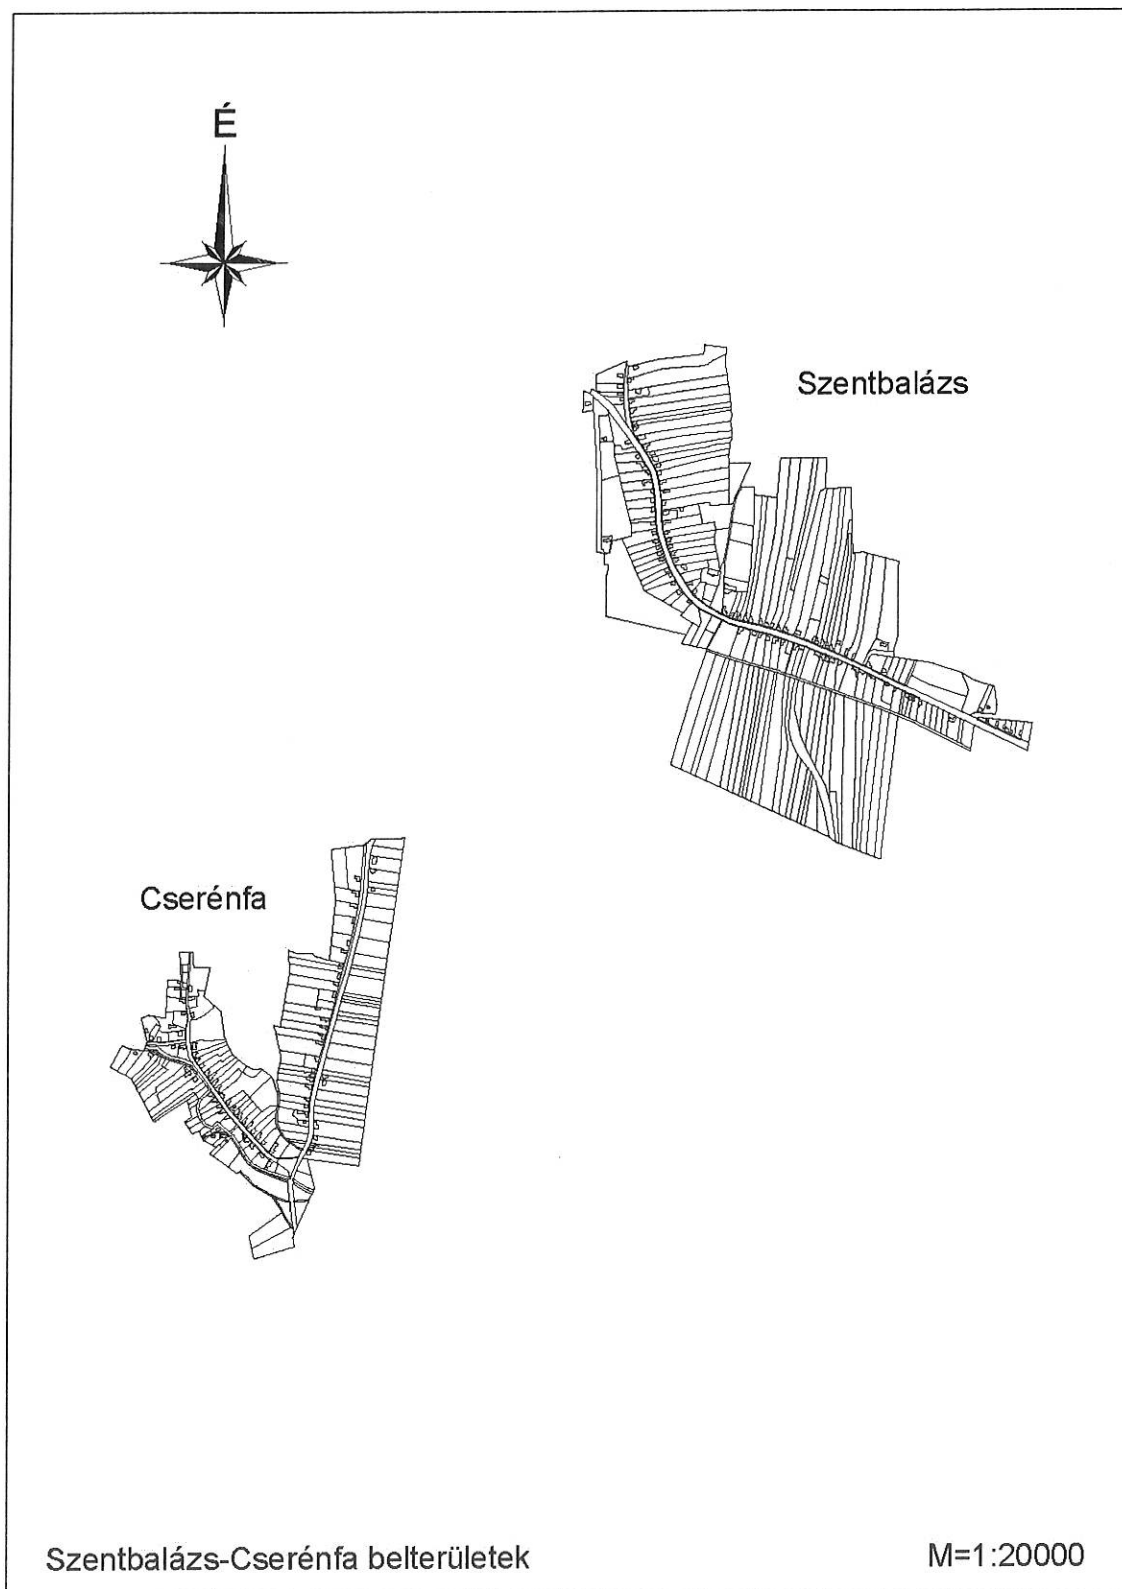 É
Szentbalázs
Cserénfa
Szentbalázs-Cserénfa belterületek
M=1:20000